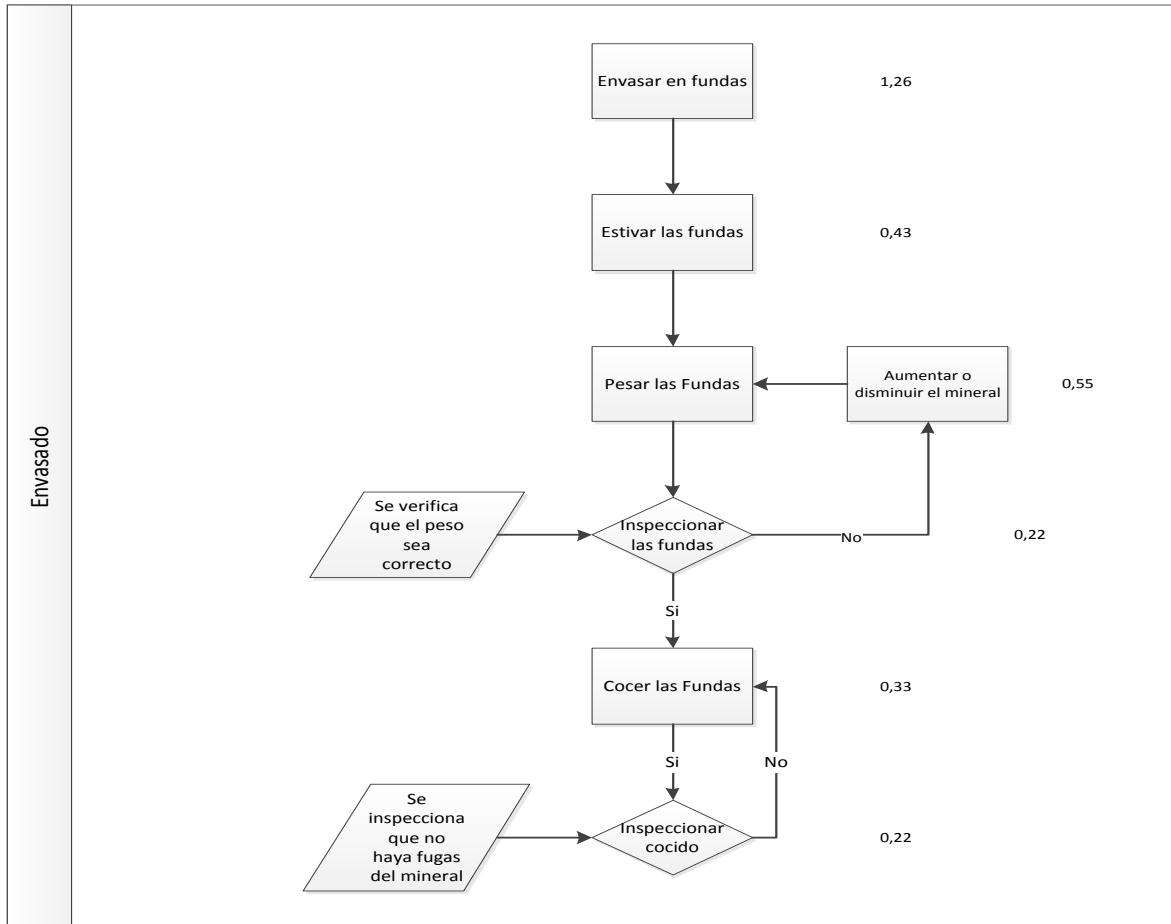 Envasado
Envasar en fundas
1,26
Estivar las fundas
0,43
Pesar las Fundas
Aumentar o
disminuir el mineral
0,55
Se verifica
que el peso
sea
correcto
Inspeccionar
las fundas
No
0,22
Si
Cocer las Fundas
0,33
Si
No
Se
inspecciona
que no
haya fugas
del mineral
Inspeccionar
cocido
0,22